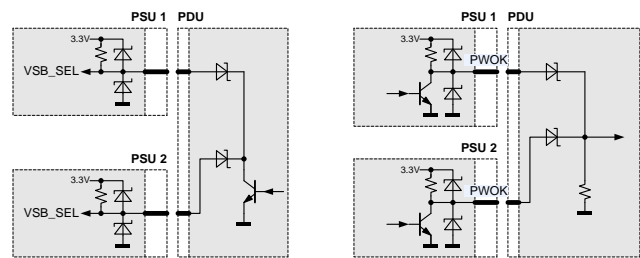 PSU 1 PDU
3.3V
VSB_SEL
PSU 2
3.3V
VSB_SEL
PSU 1 PDU
3.3V
PWOK
PSU 2
3.3V
PWOK